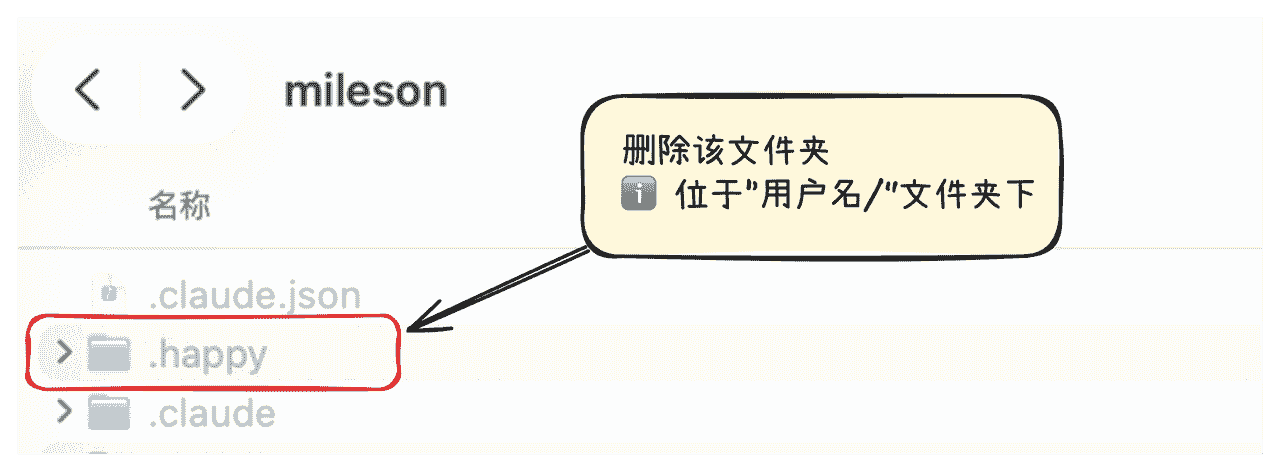 mileson
删除该文件夹
位于"用户名/"文件夹下
名称
.claude.json
.happy
.claude